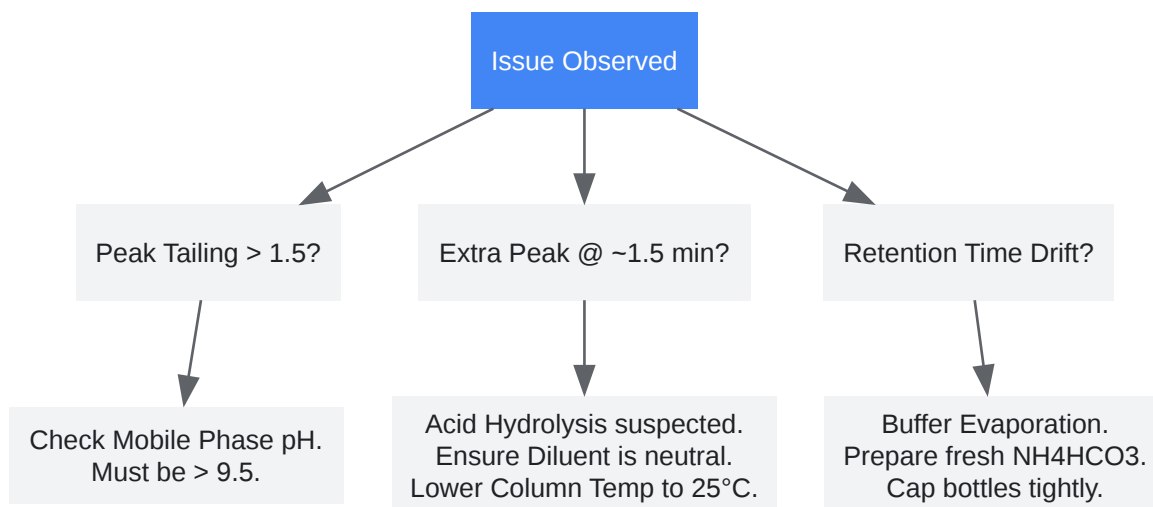 Issue Observed
Peak Tailing > 1.5?
Extra Peak @ ~1.5 min?
Retention Time Drift?
Check Mobile Phase pH.
Must be > 9.5.
Acid Hydrolysis suspected.
Ensure Diluent is neutral.
Lower Column Temp to 25°C.
Buffer Evaporation.
Prepare fresh NH4HCO3.
Cap bottles tightly.